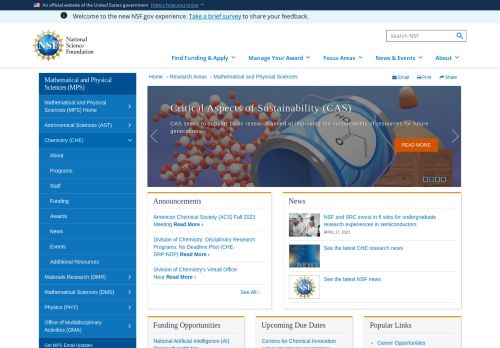 An official website of the United States government Here's how you know
Welcome to the new NSF.gov experience. Take a brief survey to share your feedback.
NSF
National
Science
Foundation
Search NSF
Find Funding & Apply
Manage Your Award
Focus Areas
News & Events
About
Mathematical and Physical
Sciences (MPS)
Mathematical and Physical
Sciences (MPS) Home
Astronomical Sciences (AST)
Chemistry (CHE)
About
Programs
Staff
Funding
Awards
News
Events
Additional Resources
Materials Research (DMR)
Mathematical Sciences (DMS)
Physics (PHY)
Office of Multidisciplinary
Activities (OMA)
Get MPS Email Updates
Home › Research Areas › Mathematical and Physical Sciences
Email
Print
Share
Critical Aspects of Sustainability (CAS)
CAS seeks to support basic research aimed at improving the sustainability of resources for future
generations.
READ MORE
Announcements
American Chemical Society (ACS) Fall 2023
Meeting Read More ›
Division of Chemistry: Disciplinary Research
Programs: No Deadline Pilot (CHE-
DRP:NDP) Read More ›
Division of Chemistry's Virtual Office
Hour Read More ›
See All ›
News
NSF and SRC invest in 6 sites for undergraduate
research experiences in semiconductors
APRIL 27, 2023
NEWS
See the latest CHE research news
NSF
See the latest NSF news
Funding Opportunities
National Artificial Intelligence (AI)
Upcoming Due Dates
Centers for Chemical Innovation
Popular Links
Career Opportunities